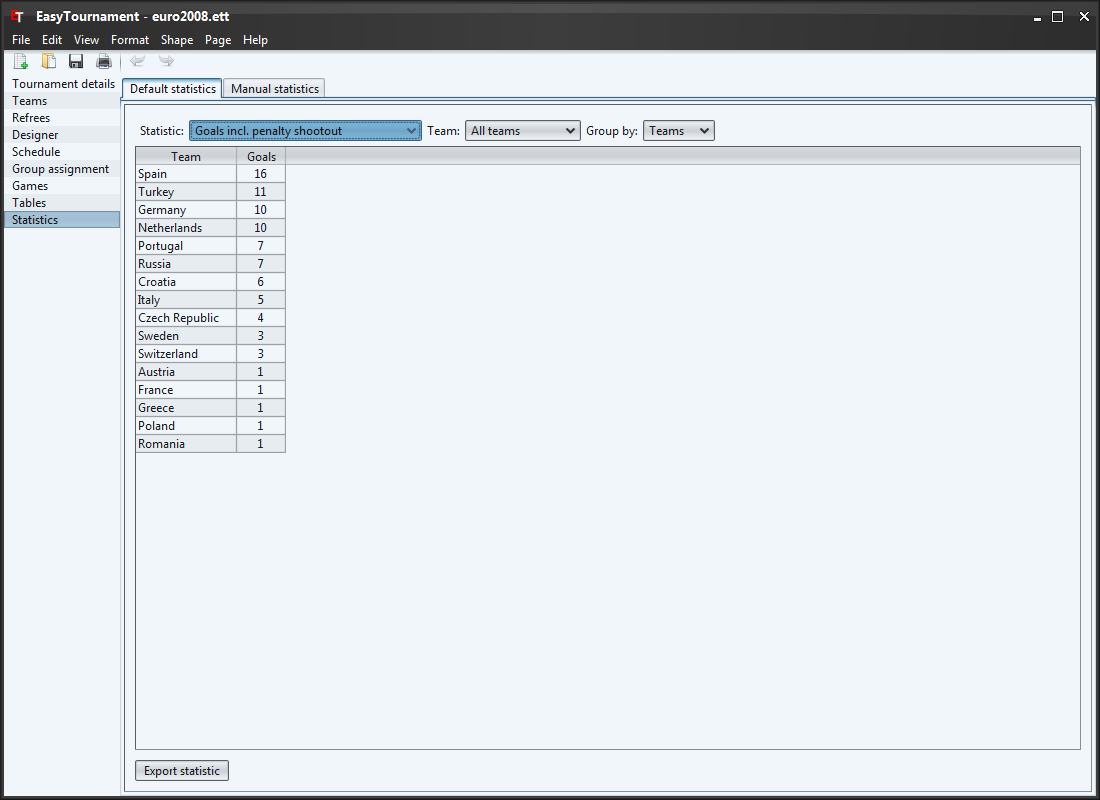 EasyTournament - euro2008.ett
File Edit View Format Shape Page Help
Tournament details
Teams
Refrees
Designer
Schedule
Group assignment
Games
Tables
Statistics
Default statistics Manual statistics
Statistic: Goals incl. penalty shootout Team: All teams Group by: Teams
Team Goals
Spain 16
Turkey 11
Germany 10
Netherlands 10
Portugal 7
Russia 7
Croatia 6
Italy 5
Czech Republic 4
Sweden 3
Switzerland 3
Austria 1
France 1
Greece 1
Poland 1
Romania 1
Export statistic